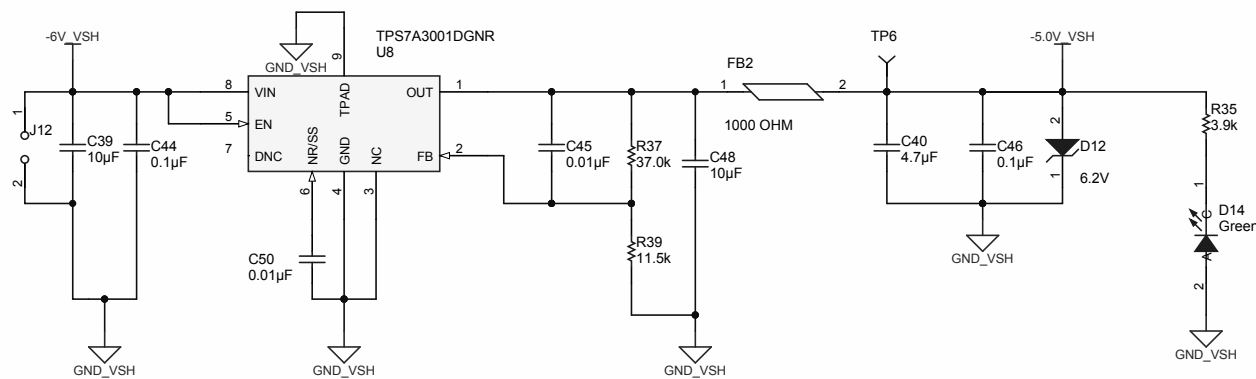 -6V_VSH
J12
1
2
C39
10µF
C44
0.1µF
GND_VSH
GND_VSH
TPS7A3001DGNR
U8
9
8
VIN
5
EN
7
DNC
TPAD
NR/SS
GND
NC
OUT
1
FB
2
6
4
3
C50
0.01µF
GND_VSH
C45
0.01µF
R37
37.0k
R39
11.5k
C48
10µF
GND_VSH
FB2
1
2
1000 OHM
TP6
C40
4.7µF
C46
0.1µF
GND_VSH
-5.0V_VSH
2
D12
1
6.2V
R35
3.9k
1
C
D14
Green
A
2
GND_VSH